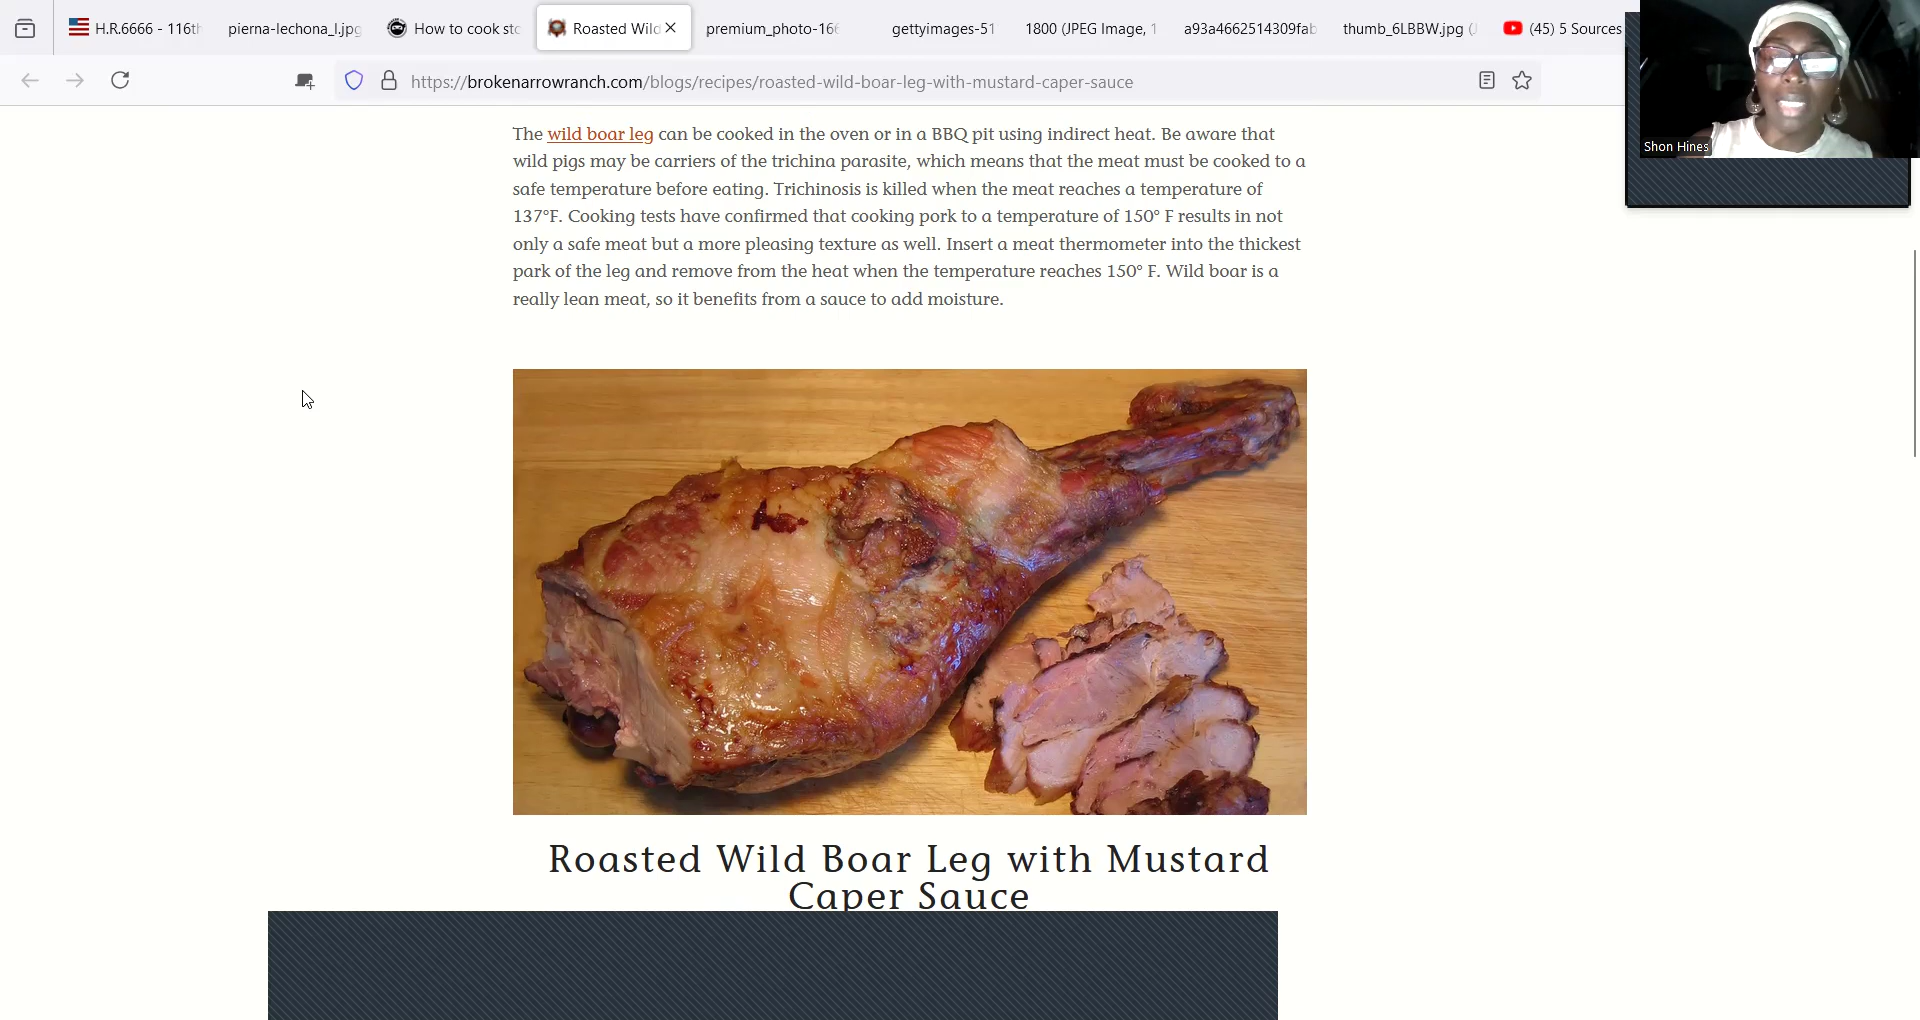 H.R.6666 - 116th
pierna-lechona_l.jpg
How to cook sto
Roasted Wild
premium_photo-166
gettyimages-51
1800 (JPEG Image, 1
a93a4662514309fab
thumb_6LBBW.jpg (J
(45) 5 Sources
https://brokenarrowranch.com/blogs/recipes/roasted-wild-boar-leg-with-mustard-caper-sauce
Shon Hines
The wild boar leg can be cooked in the oven or in a BBQ pit using indirect heat. Be aware that
wild pigs may be carriers of the trichina parasite, which means that the meat must be cooked to a
safe temperature before eating. Trichinosis is killed when the meat reaches a temperature of
137°F. Cooking tests have confirmed that cooking pork to a temperature of 150° F results in not
only a safe meat but a more pleasing texture as well. Insert a meat thermometer into the thickest
park of the leg and remove from the heat when the temperature reaches 150° F. Wild boar is a
really lean meat, so it benefits from a sauce to add moisture.
Roasted Wild Boar Leg with Mustard
Caper Sauce